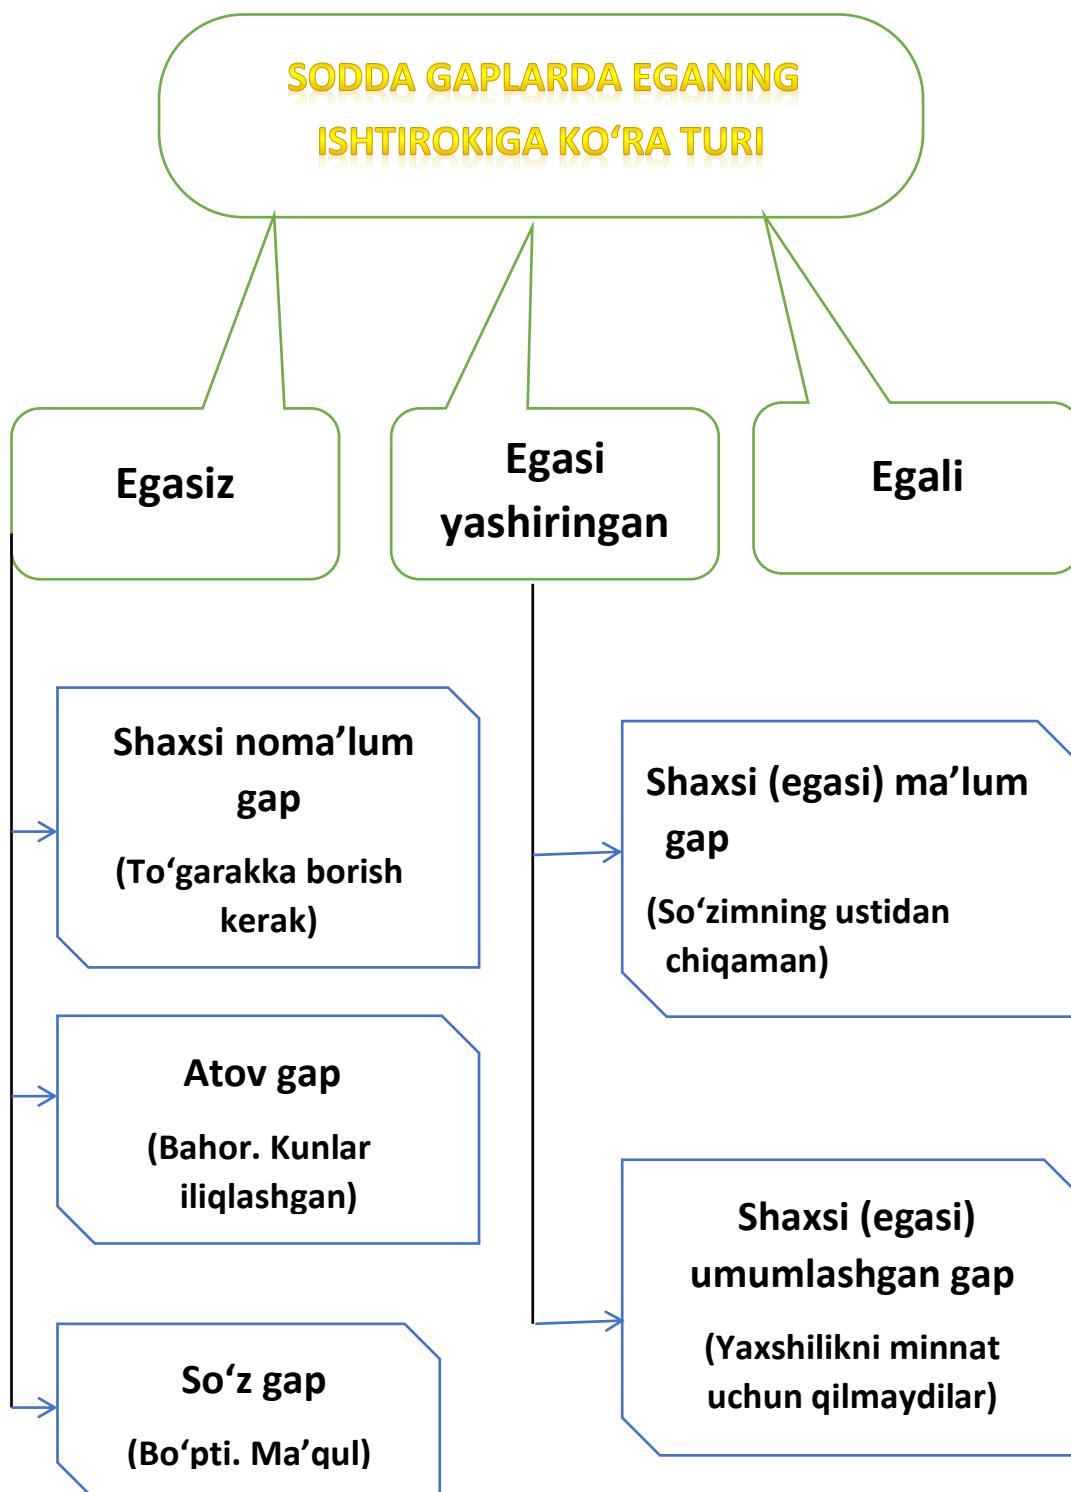 SODDA GAPLARDA EGANING
ISHTIROKIGA KO‘RA TURI
Egasiz
Egasi
yashiringan
Egali
Shaxsi noma’lum
gap
(To‘garakka borish
kerak)
Atov gap
(Bahor. Kunlar
iliqlashgan)
So‘z gap
(Bo‘pti. Ma’qul)
Shaxsi (egasi) ma’lum
gap
(So‘zimning ustidan
chiqaman)
Shaxsi (egasi)
umumlashgan gap
(Yaxshilikni minnat
uchun qilmaydilar)